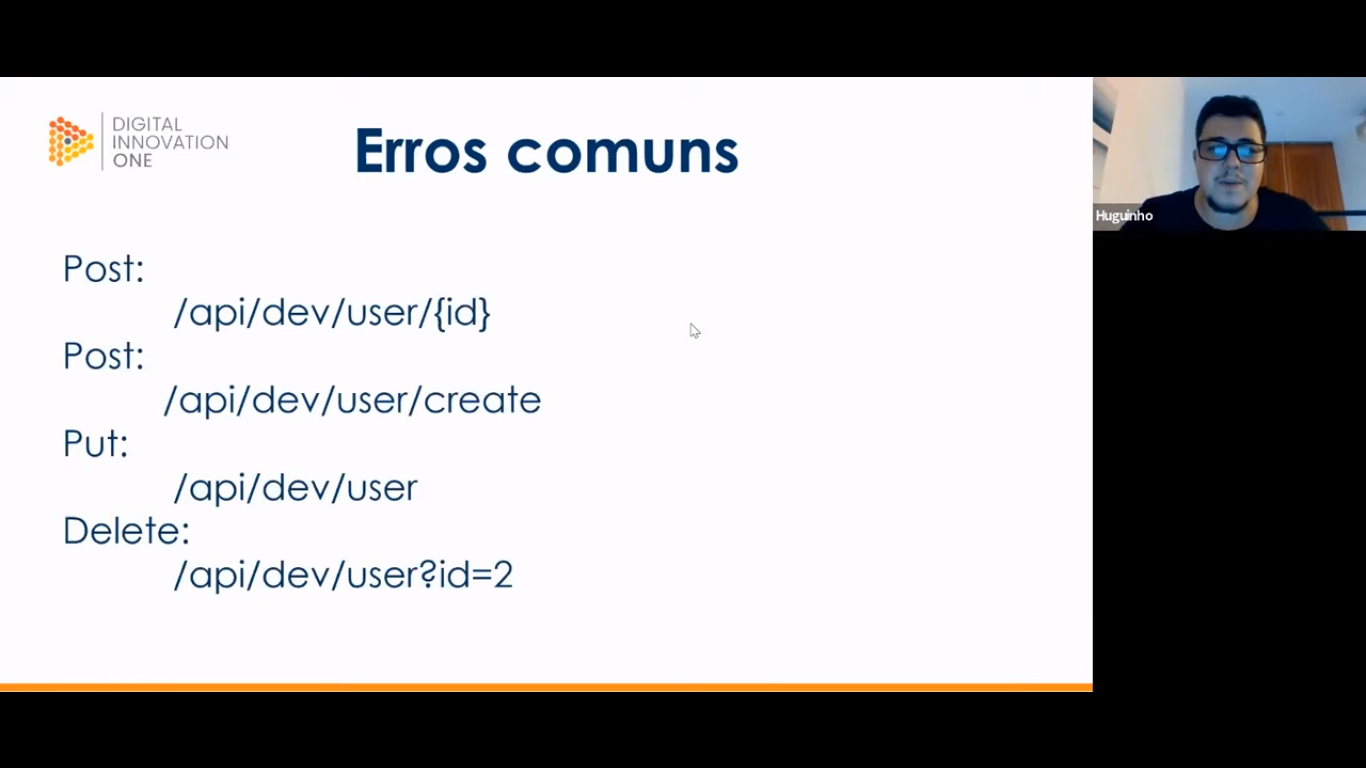 DIGITAL
INNOVATION
ONE
Erros comuns
Post:
/api/dev/user/{id}
Post:
/api/dev/user/create
Put:
/api/dev/user
Delete:
/api/dev/user?id=2
Huguinho